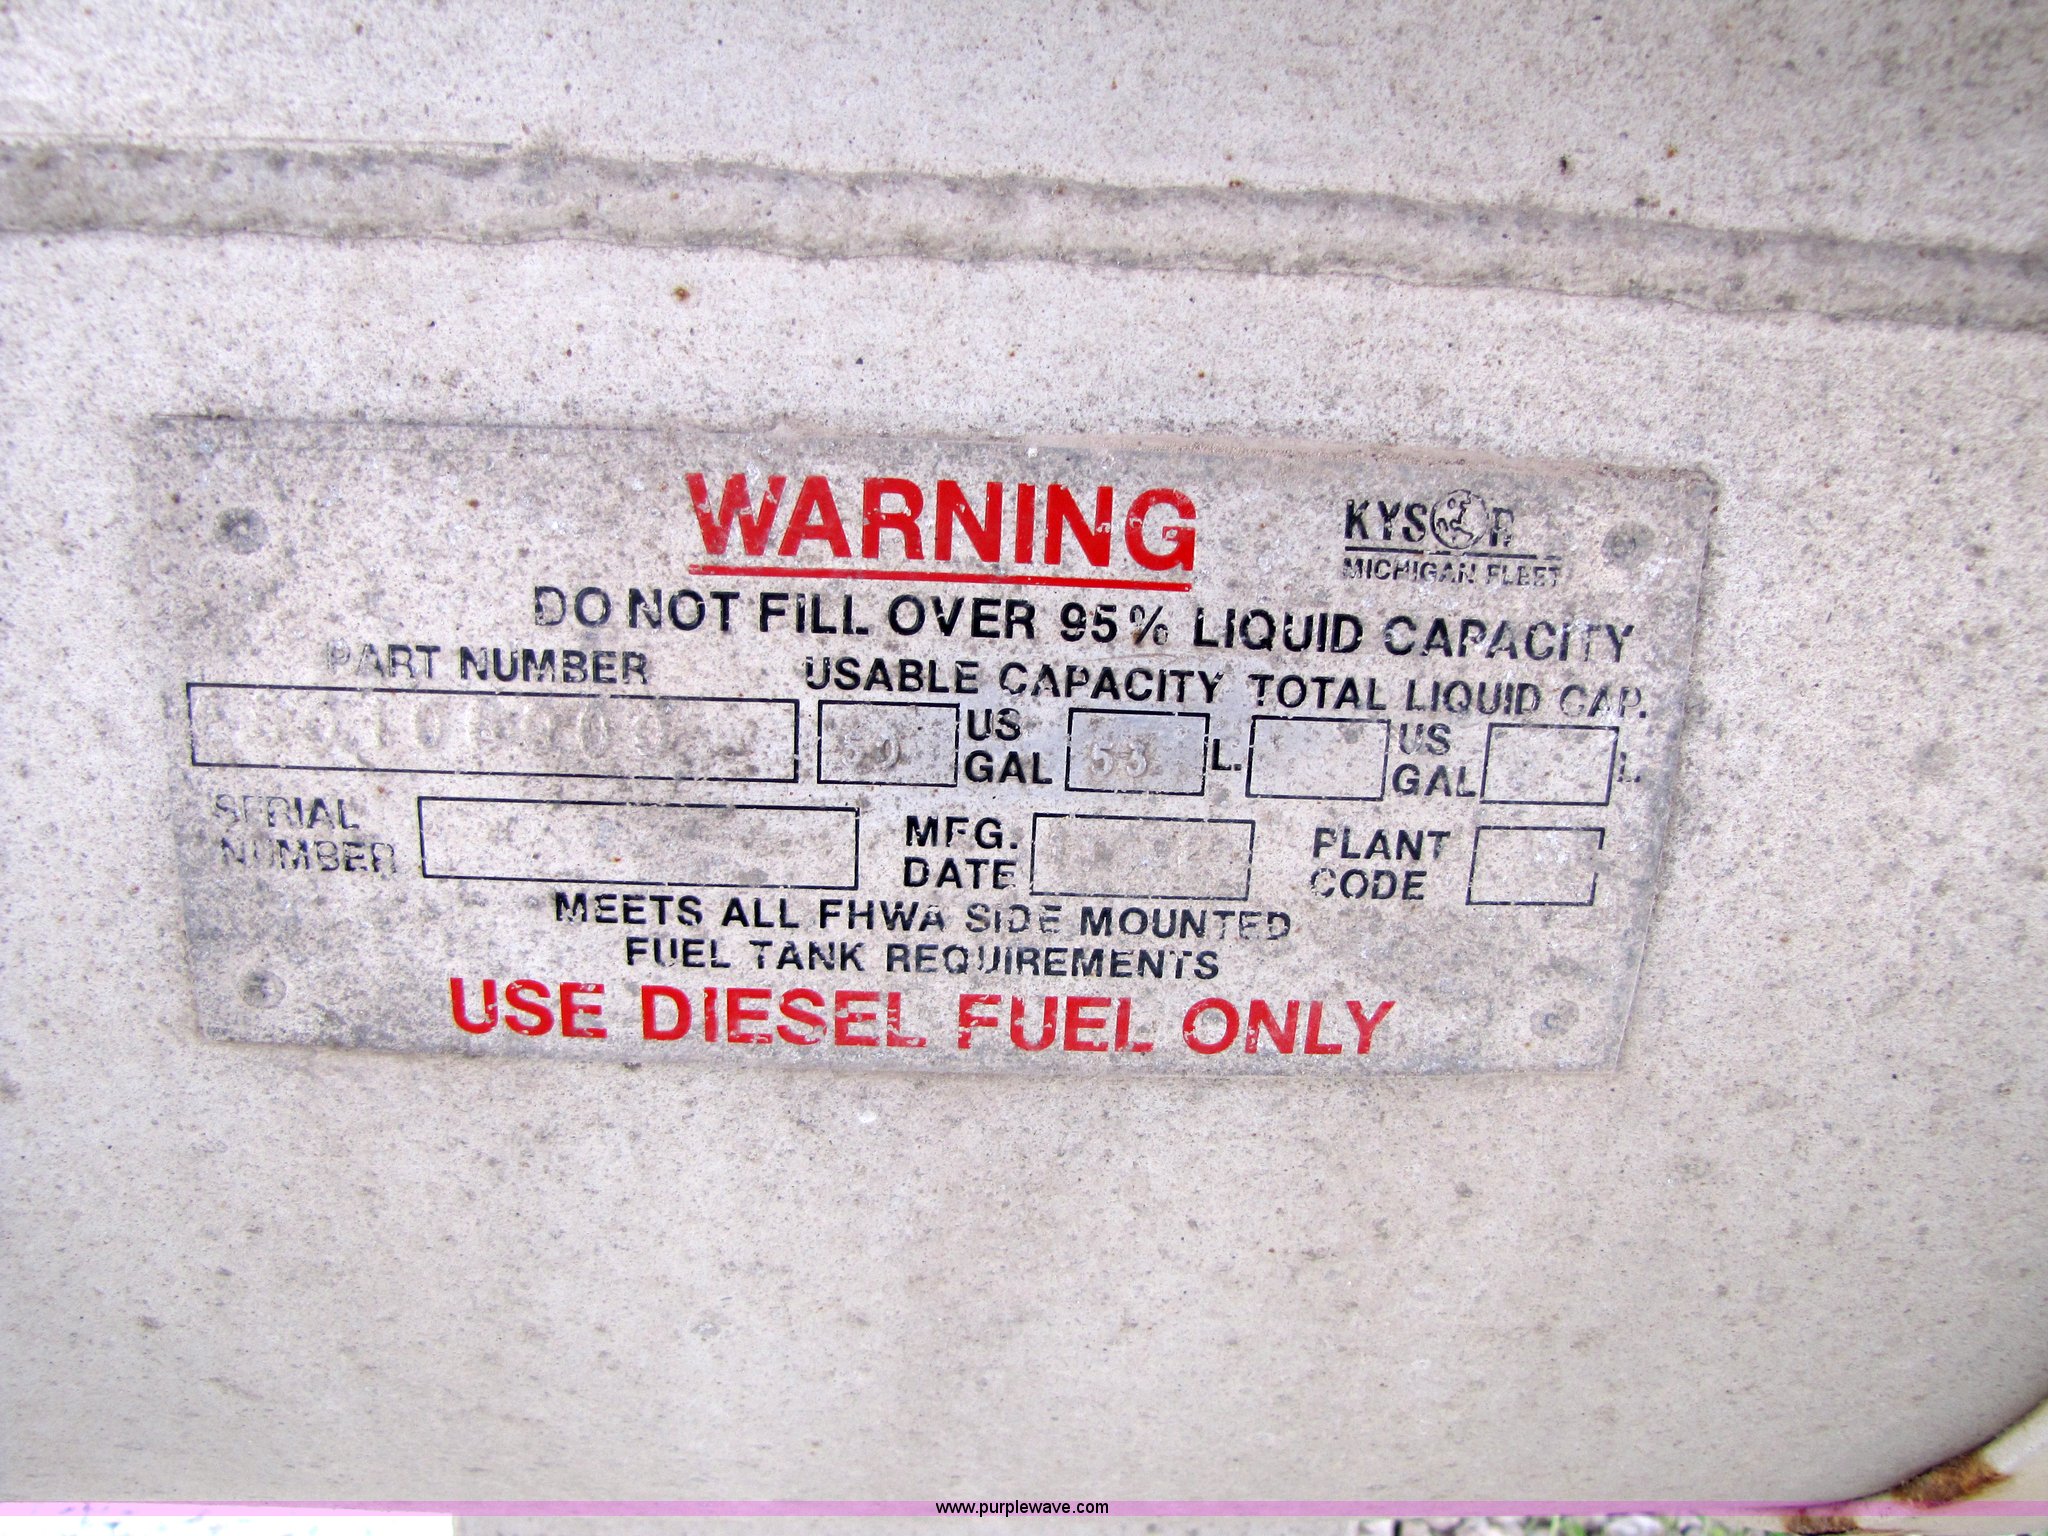 WARNING
KYSOR
MICHIGAN FLEET
DO NOT FILL OVER 95% LIQUID CAPACITY
PART NUMBER USABLE CAPACITY TOTAL LIQUID CAP.
50 US GAL 53 L. US GAL L.
SERIAL NUMBER MFG. DATE PLANT CODE
MEETS ALL FHWA SIDE MOUNTED
FUEL TANK REQUIREMENTS
USE DIESEL FUEL ONLY
www.purplewave.com